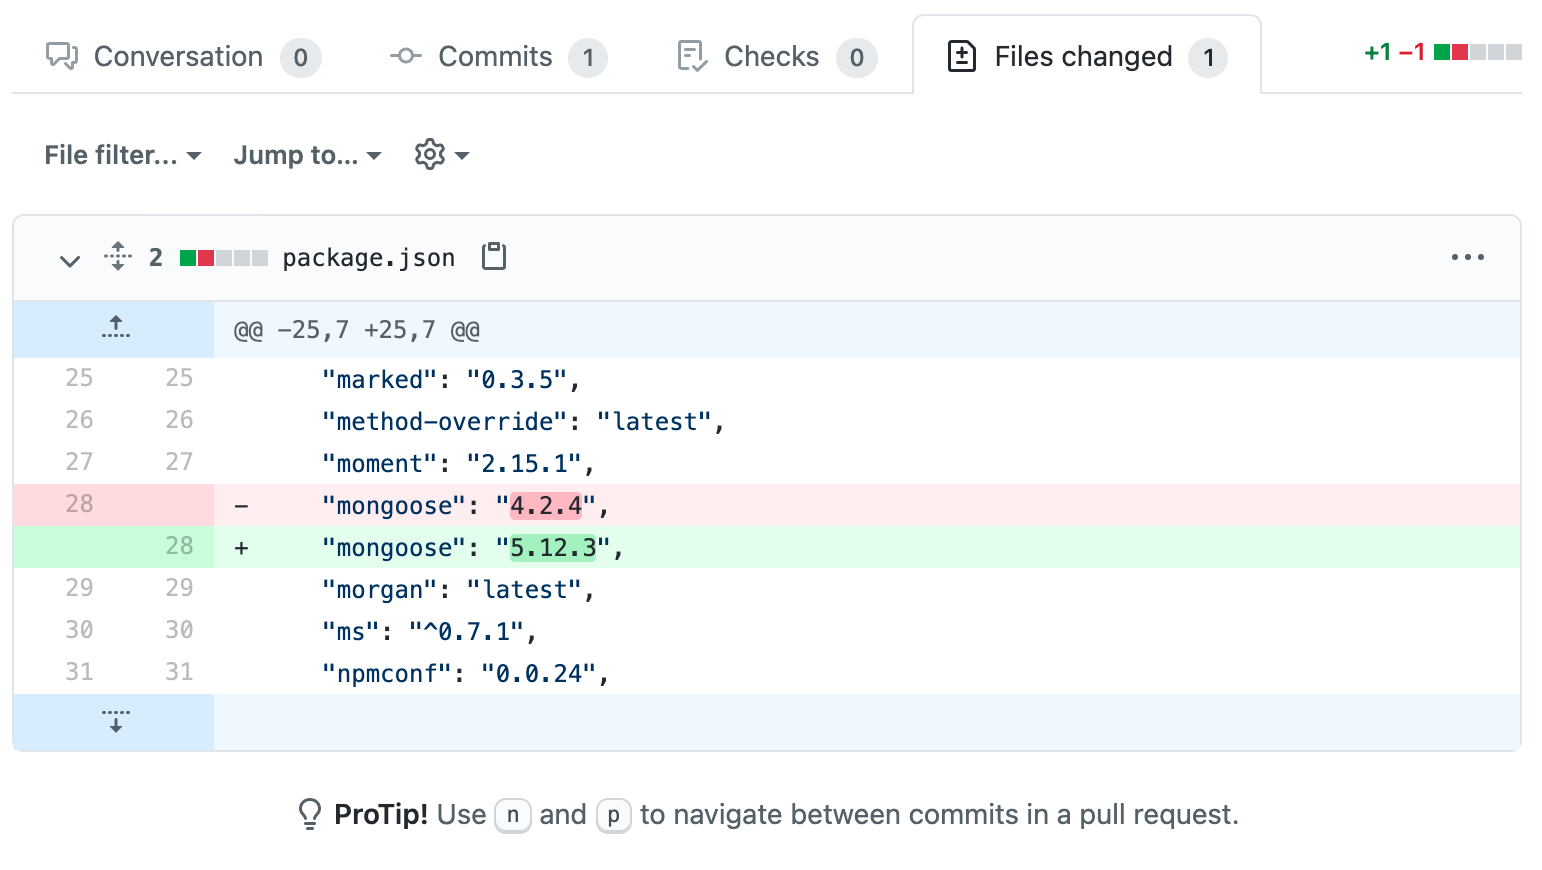 Conversation 0 Commits 1 Checks 0 Files changed 1 +1 −1
File filter... Jump to...
2 package.json
@@ -25,7 +25,7 @@
25 25 "marked": "0.3.5",
26 26 "method-override": "latest",
27 27 "moment": "2.15.1",
28 - "mongoose": "4.2.4",
28 + "mongoose": "5.12.3",
29 29 "morgan": "latest",
30 30 "ms": "^0.7.1",
31 31 "npmconf": "0.0.24",
ProTip! Use n and p to navigate between commits in a pull request.